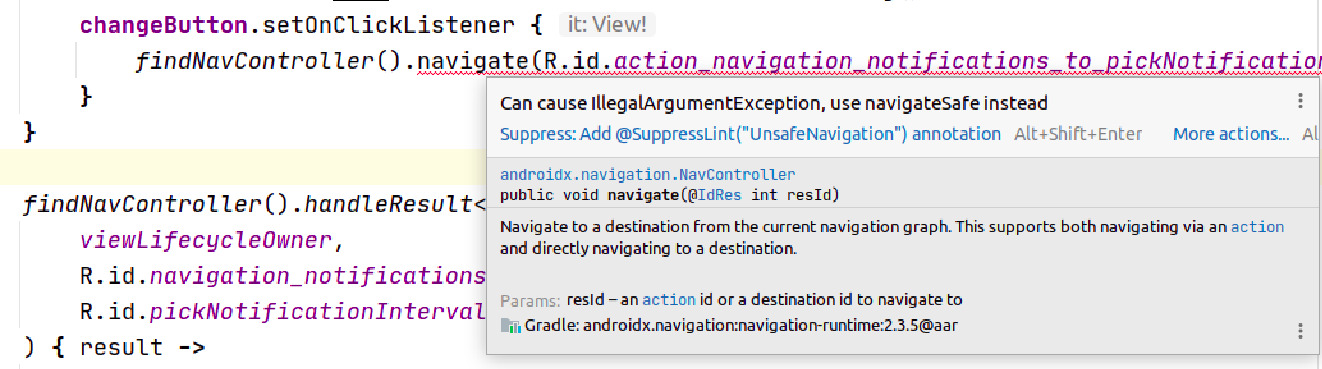 changeButton.setOnClickListener { it: View!
findNavController().navigate(R.id.action_navigation_notifications_to_pickNotification
}
}
Can cause IllegalArgumentException, use navigateSafe instead
Suppress: Add @SuppressLint("UnsafeNavigation") annotation Alt+Shift+Enter More actions... Al
androidx.navigation.NavController
public void navigate(@IdRes int resId)
findNavController().handleResult<
Navigate to a destination from the current navigation graph. This supports both navigating via an action
viewLifecycleOwner,
and directly navigating to a destination.
R.id.navigation_notifications
Params: resId – an action id or a destination id to navigate to
R.id.pickNotificationInterval
Gradle: androidx.navigation:navigation-runtime:2.3.5@aar
) { result ->